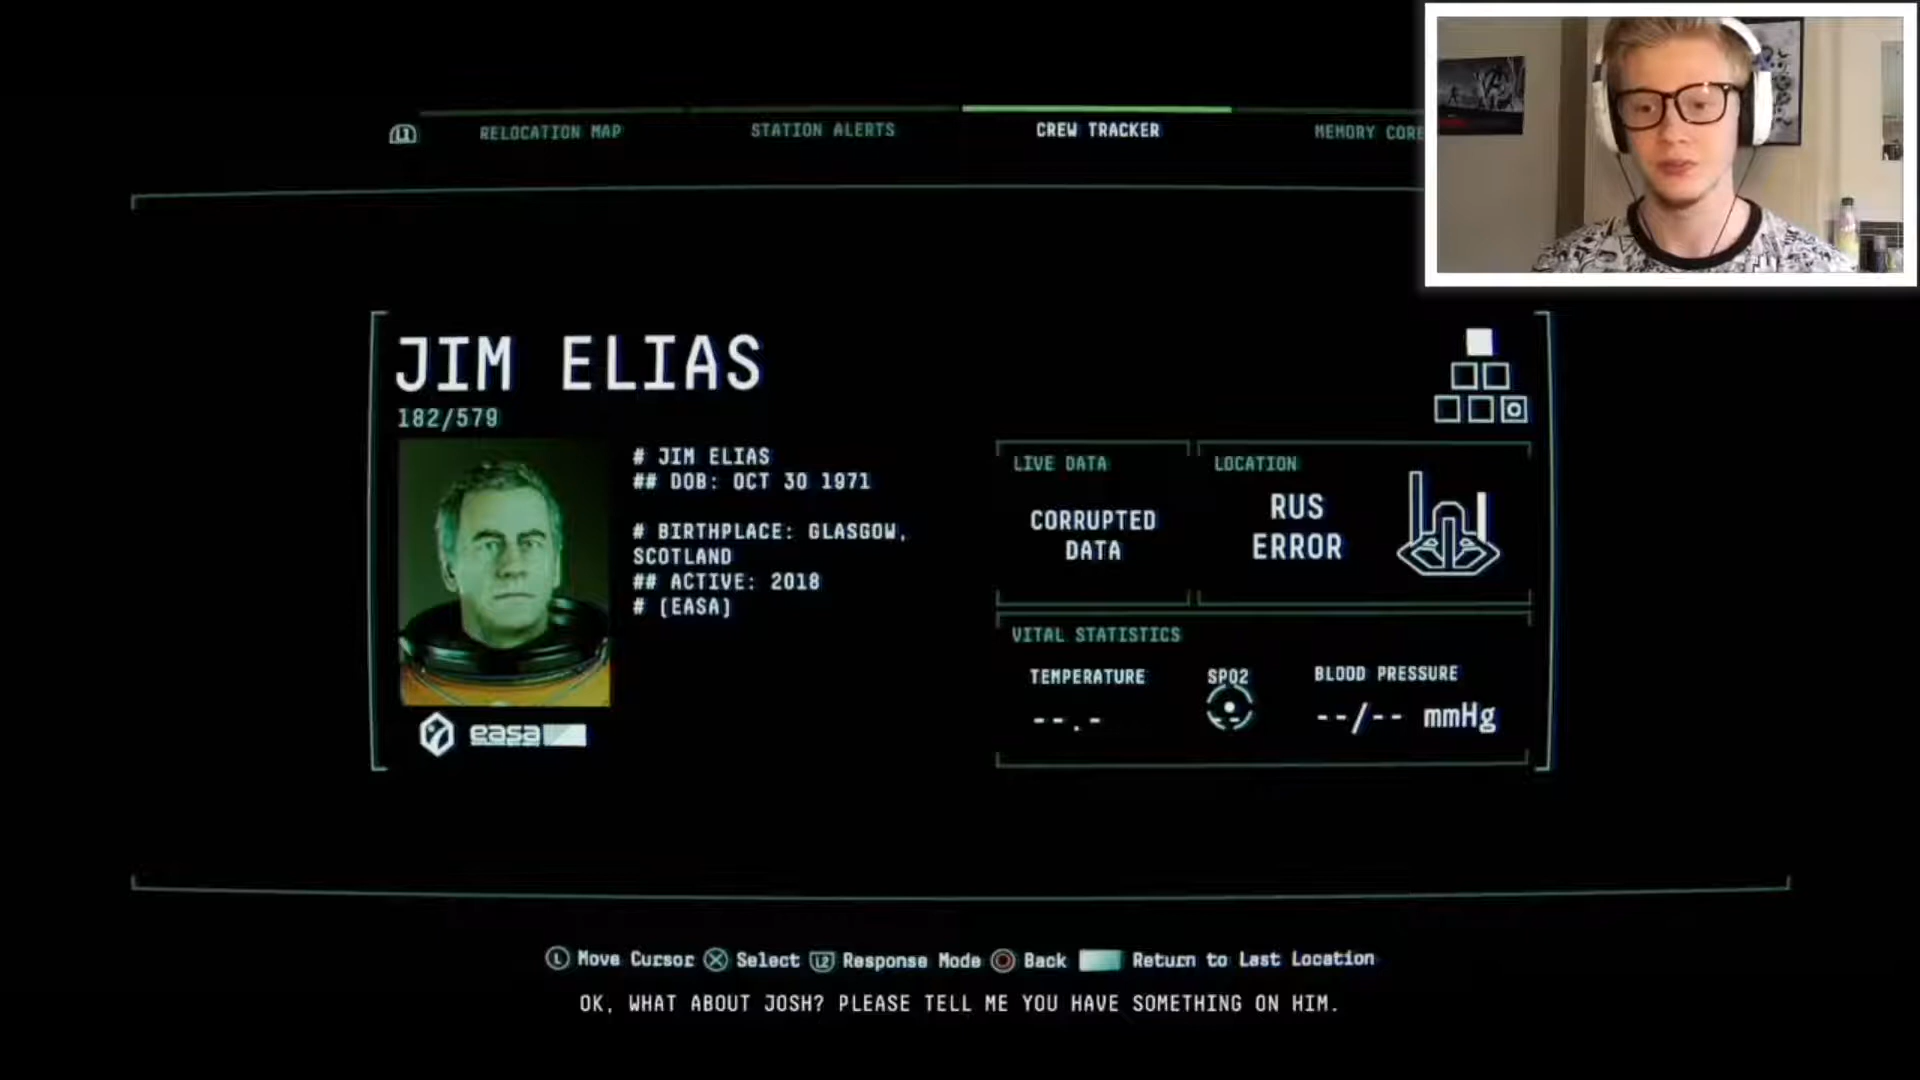 L1 RELOCATION MAP STATION ALERTS CREW TRACKER MEMORY CORE
JIM ELIAS
182/579
# JIM ELIAS
## DOB: OCT 30 1971
# BIRTHPLACE: GLASGOW,
SCOTLAND
## ACTIVE: 2018
# [EASA]
easa
LIVE DATA
CORRUPTED
DATA
LOCATION
RUS
ERROR
VITAL STATISTICS
TEMPERATURE
--.-
SPO2
--
BLOOD PRESSURE
--/-- mmHg
L Move Cursor Select L2 Response Mode Back Return to Last Location
OK, WHAT ABOUT JOSH? PLEASE TELL ME YOU HAVE SOMETHING ON HIM.